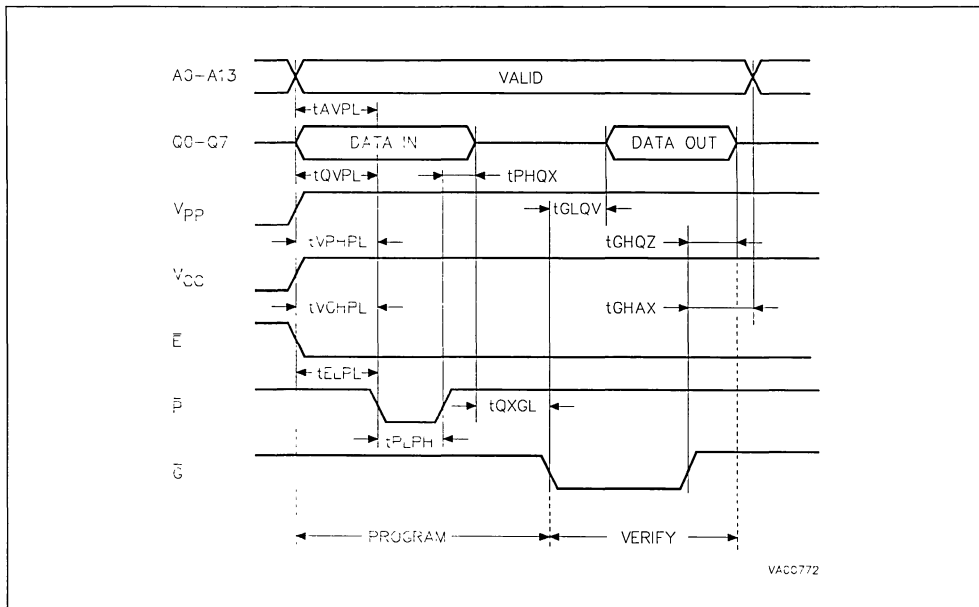 A0-A13
VALID
tAVPL
Q0-Q7
DATA IN
DATA OUT
tQVPL
tPHQX
VPP
tGLQV
tVPHPL
tGHQZ
VCC
tVCHPL
tGHAX
E
tELPL
P
tQXGL
tPLPH
G
PROGRAM
VERIFY
VA00772